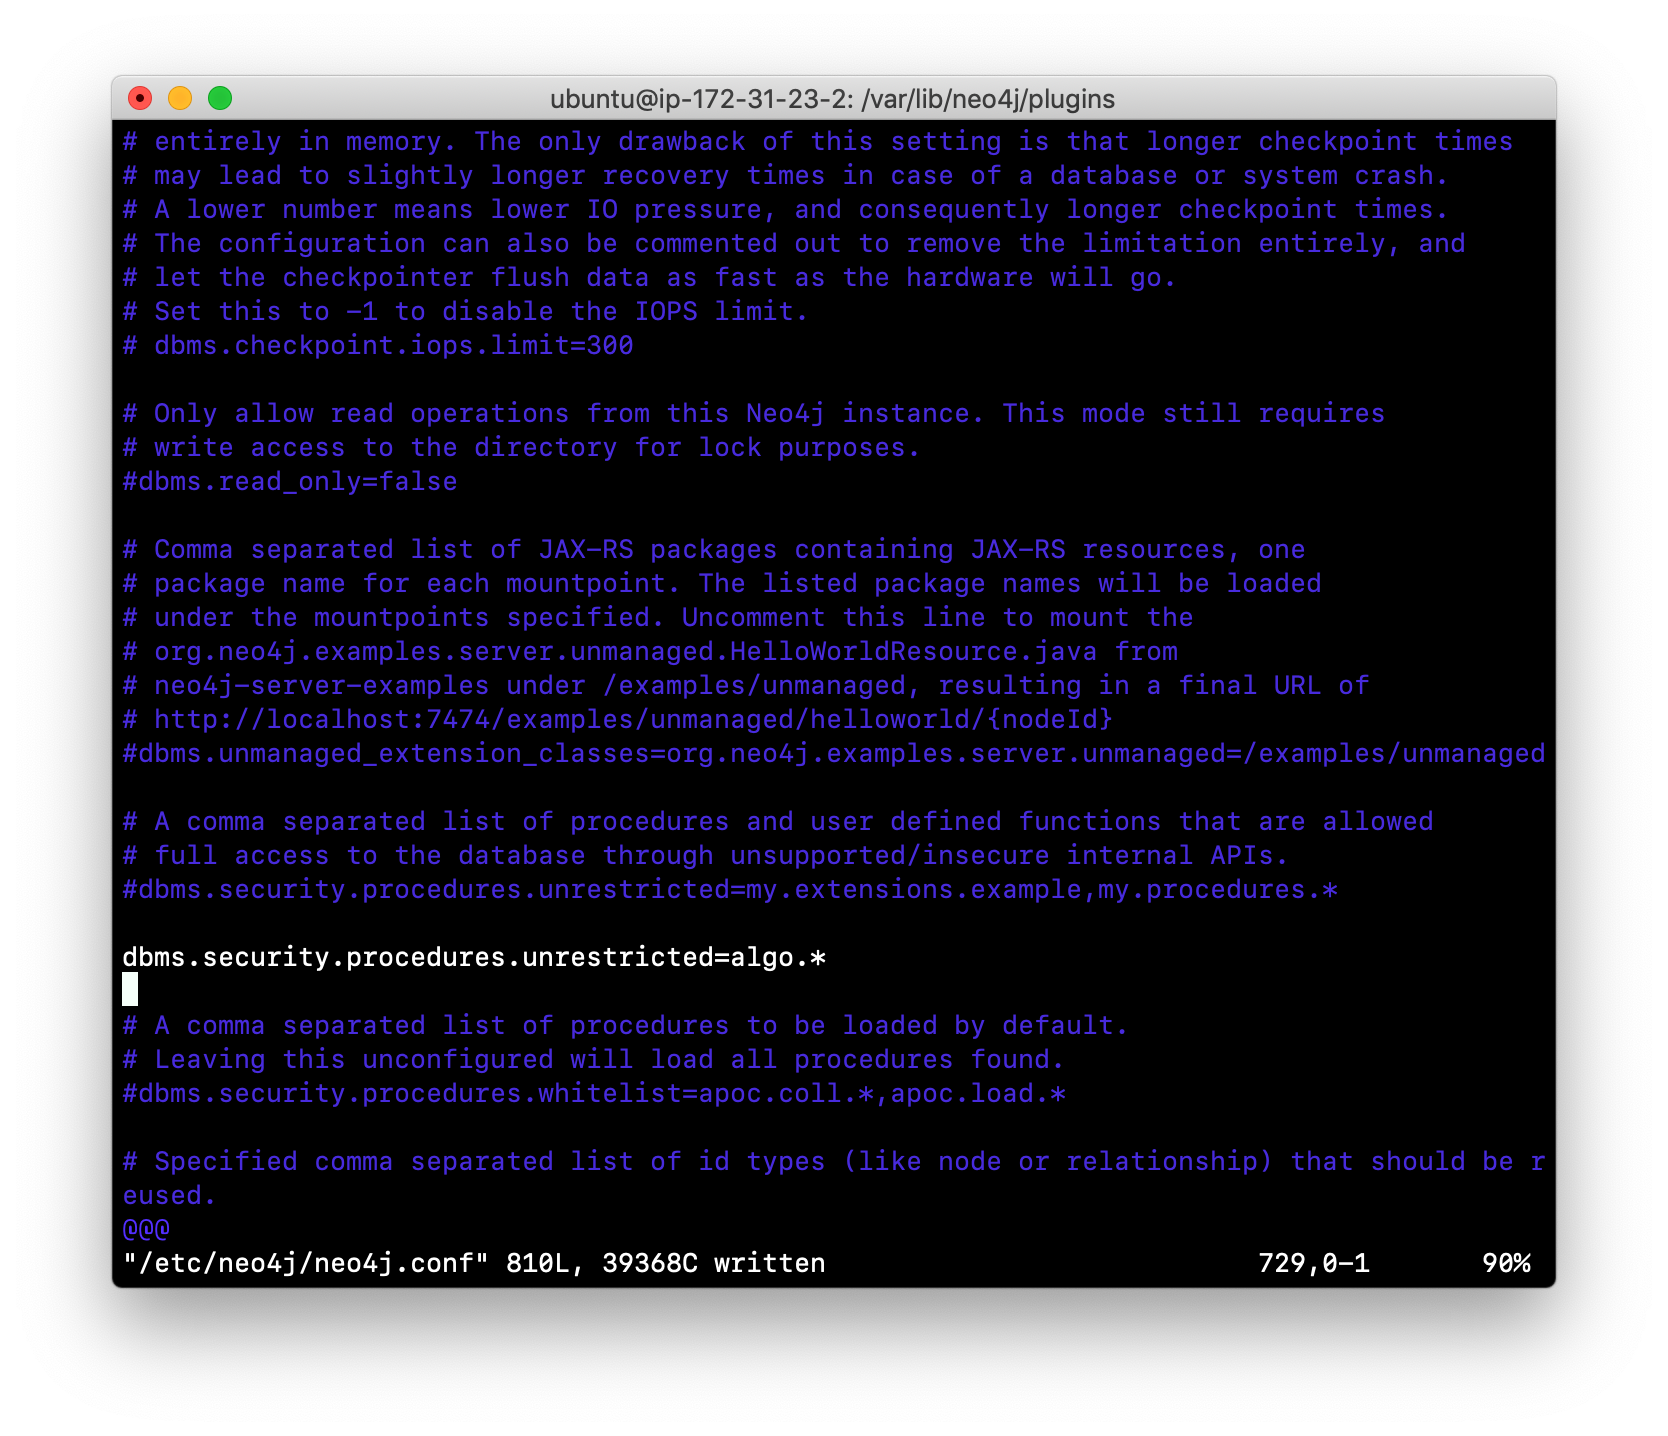 ubuntu@ip-172-31-23-2: /var/lib/neo4j/plugins
# entirely in memory. The only drawback of this setting is that longer checkpoint times
# may lead to slightly longer recovery times in case of a database or system crash.
# A lower number means lower IO pressure, and consequently longer checkpoint times.
# The configuration can also be commented out to remove the limitation entirely, and
# let the checkpointer flush data as fast as the hardware will go.
# Set this to -1 to disable the IOPS limit.
# dbms.checkpoint.iops.limit=300
# Only allow read operations from this Neo4j instance. This mode still requires
# write access to the directory for lock purposes.
#dbms.read_only=false
# Comma separated list of JAX-RS packages containing JAX-RS resources, one
# package name for each mountpoint. The listed package names will be loaded
# under the mountpoints specified. Uncomment this line to mount the
# org.neo4j.examples.server.unmanaged.HelloWorldResource.java from
# neo4j-server-examples under /examples/unmanaged, resulting in a final URL of
# http://localhost:7474/examples/unmanaged/helloworld/{nodeId}
#dbms.unmanaged_extension_classes=org.neo4j.examples.server.unmanaged=/examples/unmanaged
# A comma separated list of procedures and user defined functions that are allowed
# full access to the database through unsupported/insecure internal APIs.
#dbms.security.procedures.unrestricted=my.extensions.example,my.procedures.*
dbms.security.procedures.unrestricted=algo.*
# A comma separated list of procedures to be loaded by default.
# Leaving this unconfigured will load all procedures found.
#dbms.security.procedures.whitelist=apoc.coll.*,apoc.load.*
# Specified comma separated list of id types (like node or relationship) that should be r
eused.
@@@
"/etc/neo4j/neo4j.conf" 810L, 39368C written 729,0-1 90%